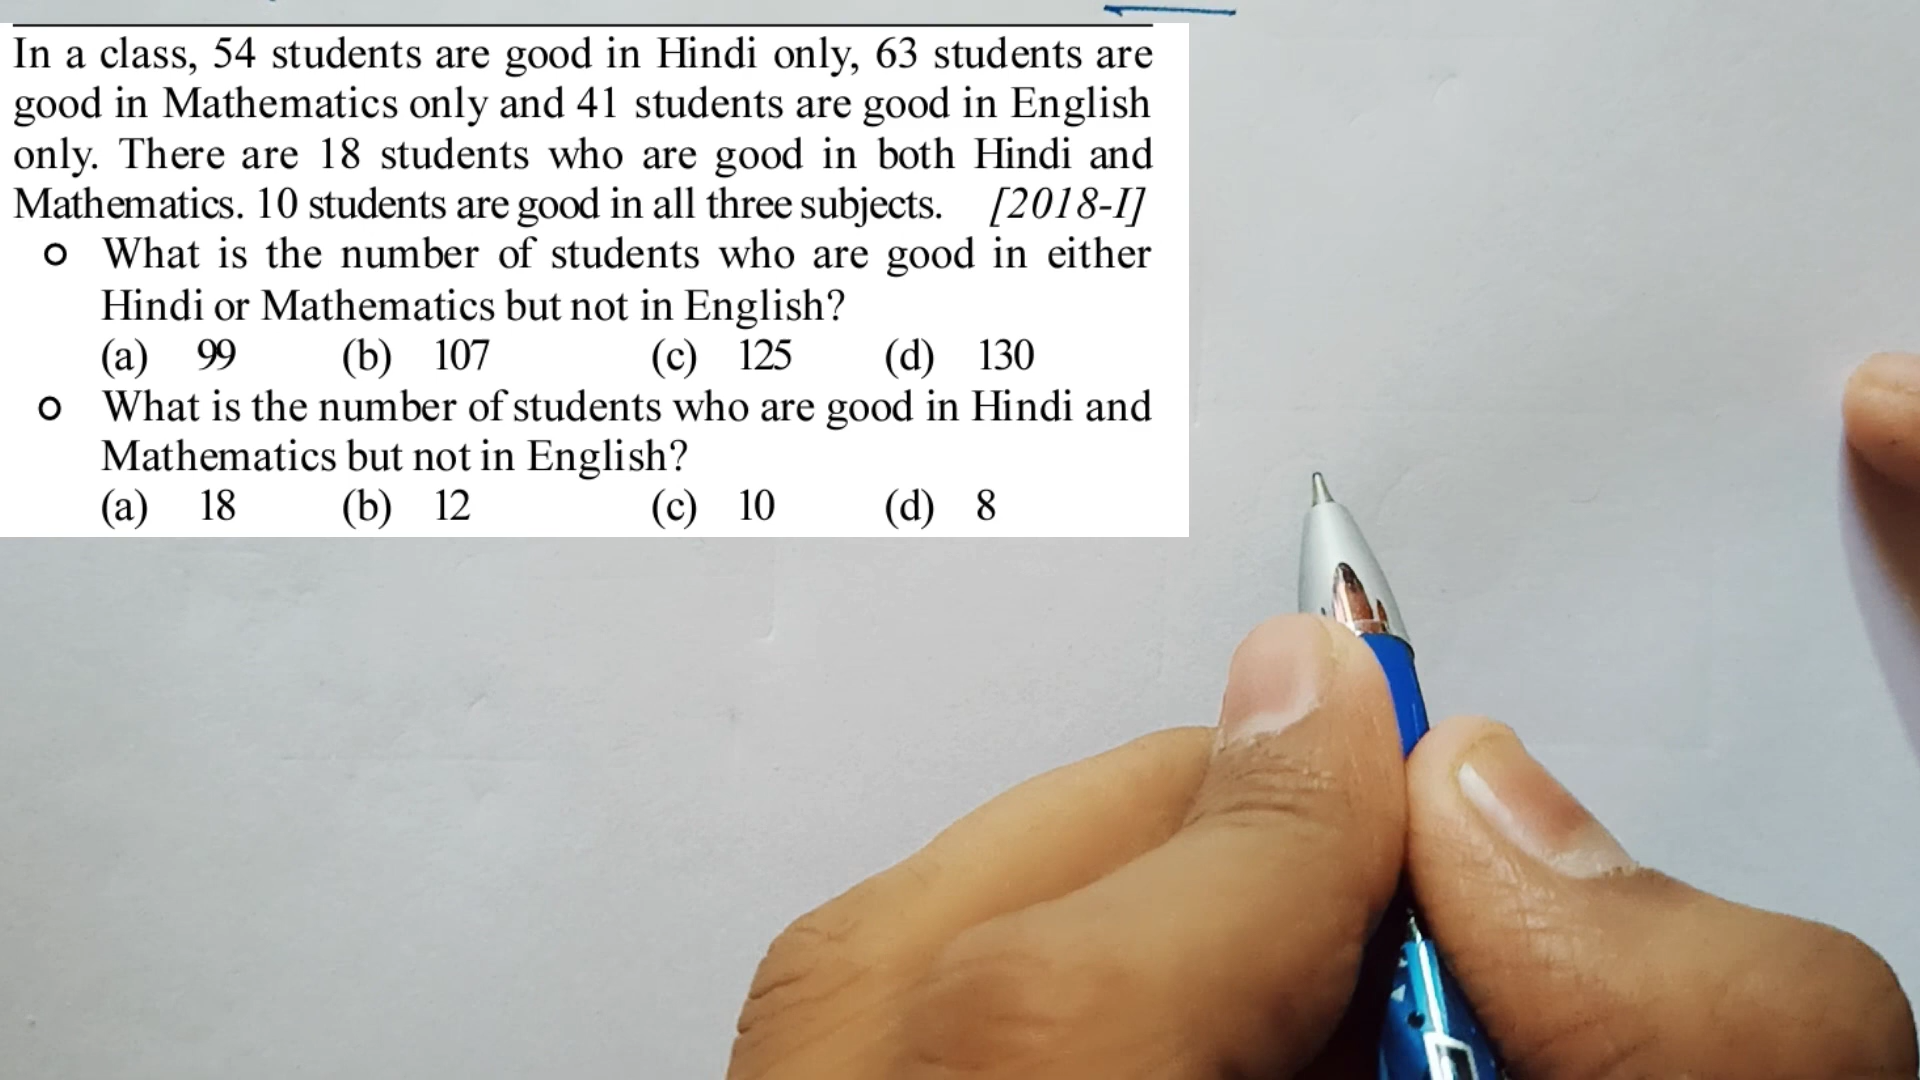 In a class, 54 students are good in Hindi only, 63 students are
good in Mathematics only and 41 students are good in English
only. There are 18 students who are good in both Hindi and
Mathematics. 10 students are good in all three subjects. [2018-I]
What is the number of students who are good in either
Hindi or Mathematics but not in English?
(a) 99 (b) 107 (c) 125 (d) 130
What is the number of students who are good in Hindi and
Mathematics but not in English?
(a) 18 (b) 12 (c) 10 (d) 8